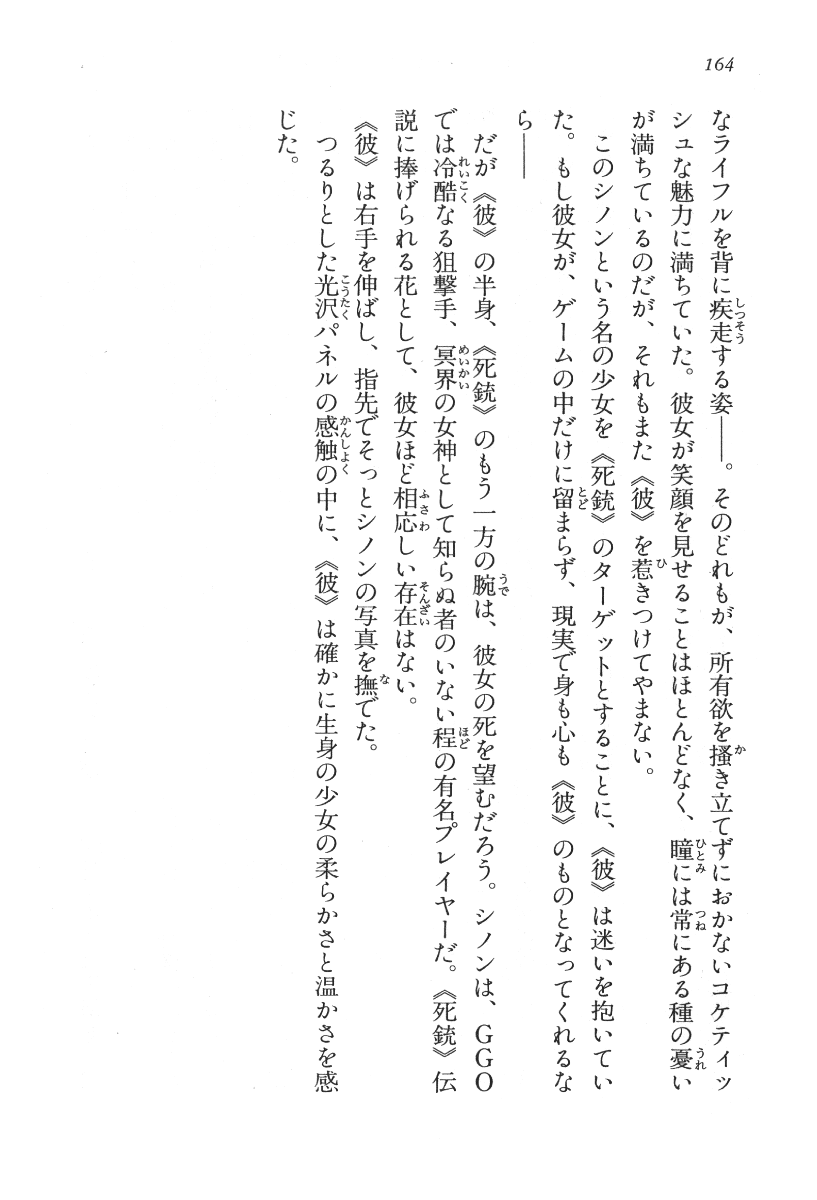 164
なライフルを背に疾走する姿――。そのどれもが、所有欲を掻き立てずにおかないコケティッ
シュな魅力に満ちていた。彼女が笑顔を見せることはほとんどなく、瞳には常にある種の憂い
が満ちているのだが、それもまた《彼》を惹きつけてやまない。
このシノンという名の少女を《死銃》のターゲットとすることに、《彼》は迷いを抱いてい
た。もし彼女が、ゲームの中だけに留まらず、現実で身も心も《彼》のものとなってくれるな
ら――
だが《彼》の半身、《死銃》のもう一方の腕は、彼女の死を望むだろう。シノンは、GGO
では冷酷なる狙撃手、冥界の女神として知らぬ者のいない程の有名プレイヤーだ。《死銃》伝
説に捧げられる花として、彼女ほど相応しい存在はない。
《彼》は右手を伸ばし、指先でそっとシノンの写真を撫でた。
つるりとした光沢パネルの感触の中に、《彼》は確かに生身の少女の柔らかさと温かさを感
じた。